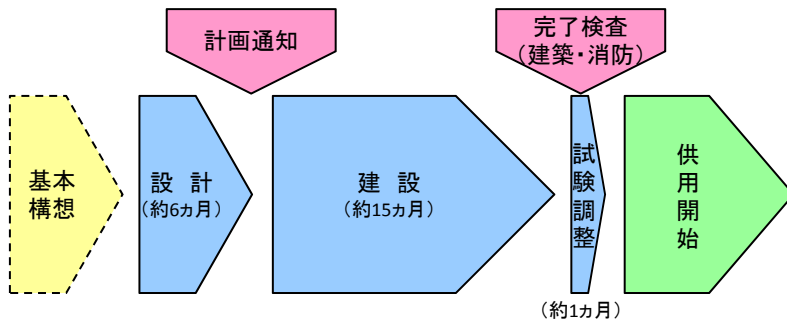 計画通知
完了検査
（建築・消防）
基本
構想
設 計
（約6ヵ月）
建 設
（約15ヵ月）
試験調整
（約1ヵ月）
供用開始